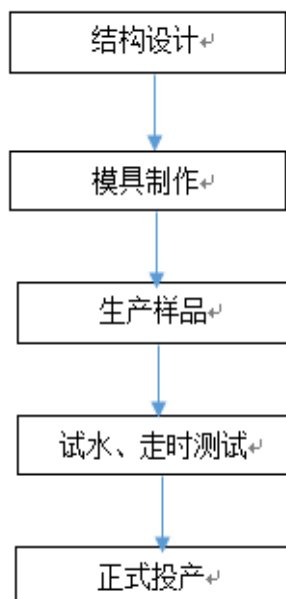 结构设计
模具制作
生产样品
试水、走时测试
正式投产